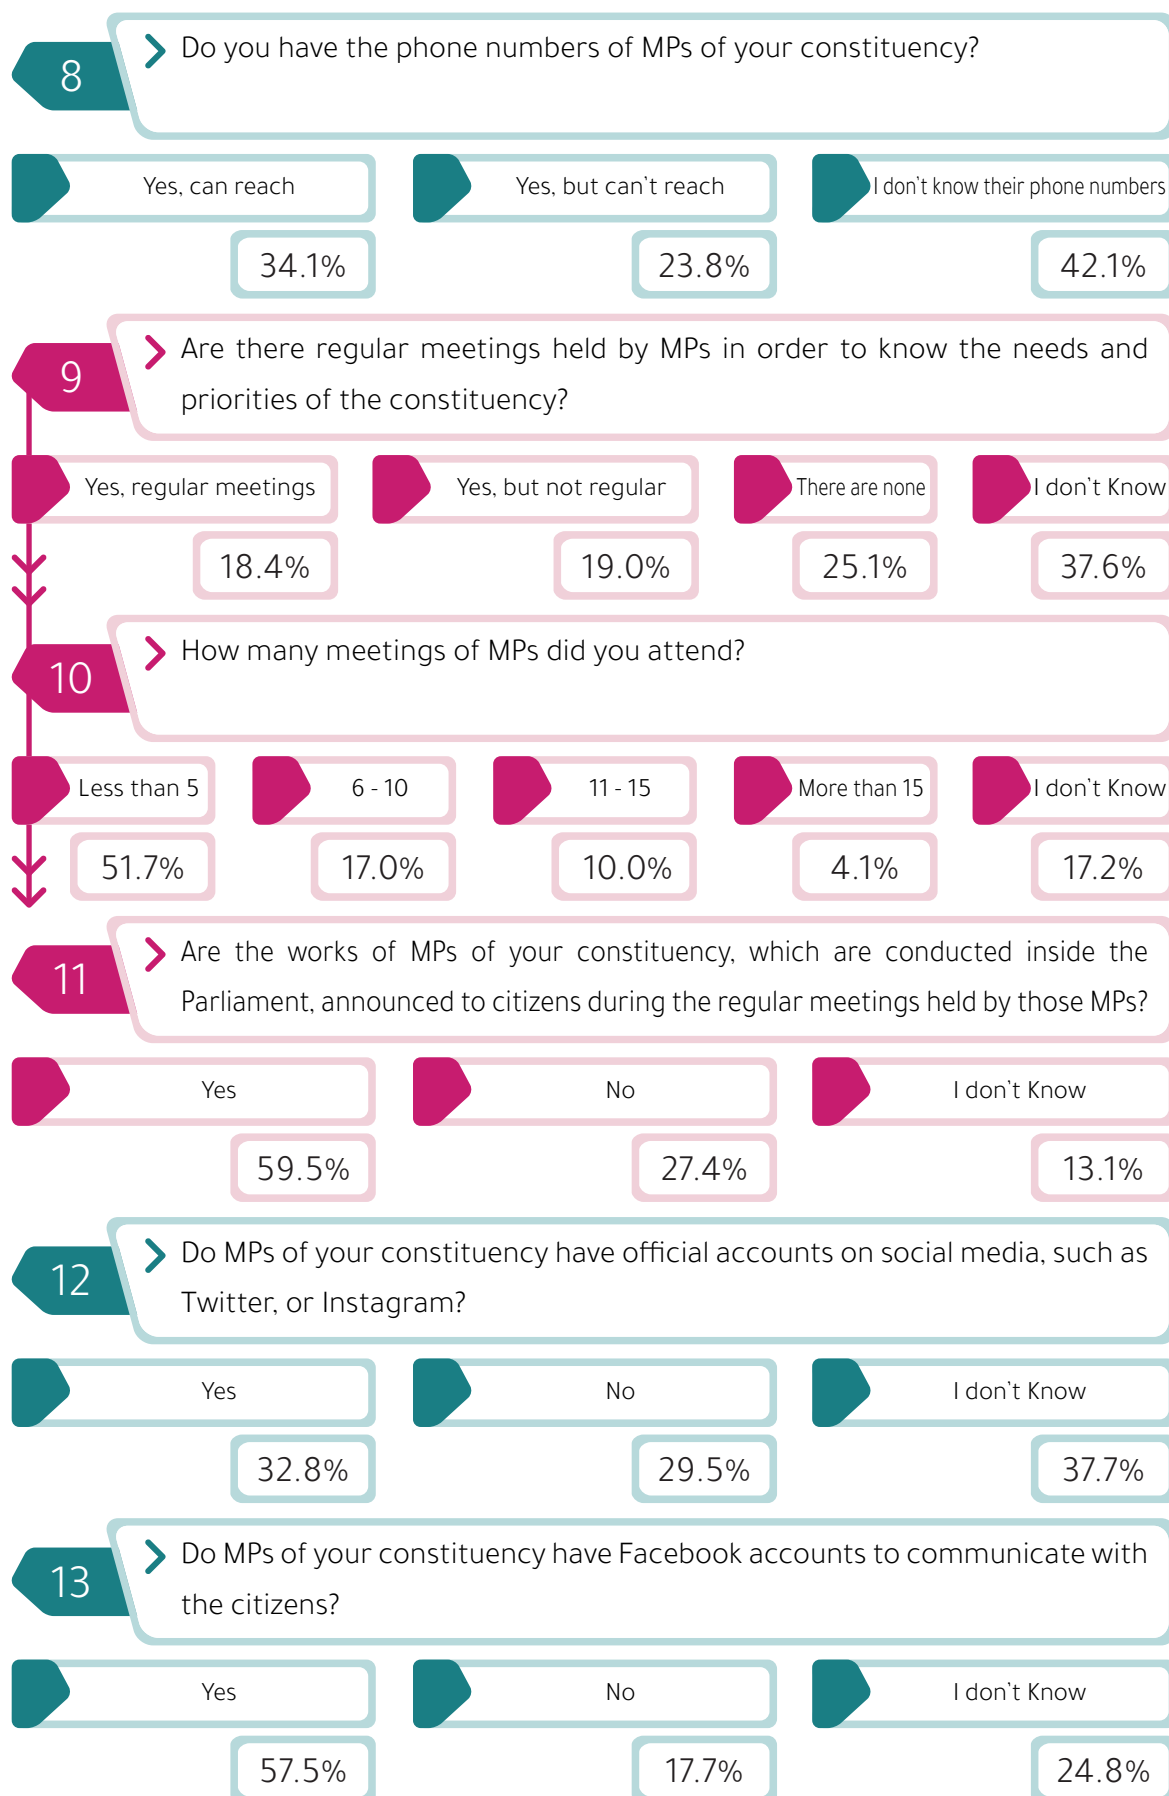 8
Do you have the phone numbers of MPs of your constituency?
Yes, can reach
Yes, but can't reach
I don't know their phone numbers
34.1%
23.8%
42.1%
9
Are there regular meetings held by MPs in order to know the needs and
priorities of the constituency?
Yes, regular meetings
Yes, but not regular
There are none
I don't Know
18.4%
19.0%
25.1%
37.6%
10
How many meetings of MPs did you attend?
Less than 5
6 - 10
11 - 15
More than 15
I don't Know
51.7%
17.0%
10.0%
4.1%
17.2%
11
Are the works of MPs of your constituency, which are conducted inside the
Parliament, announced to citizens during the regular meetings held by those MPs?
Yes
No
I don't Know
59.5%
27.4%
13.1%
12
Do MPs of your constituency have official accounts on social media, such as
Twitter, or Instagram?
Yes
No
I don't Know
32.8%
29.5%
37.7%
13
Do MPs of your constituency have Facebook accounts to communicate with
the citizens?
Yes
No
I don't Know
57.5%
17.7%
24.8%